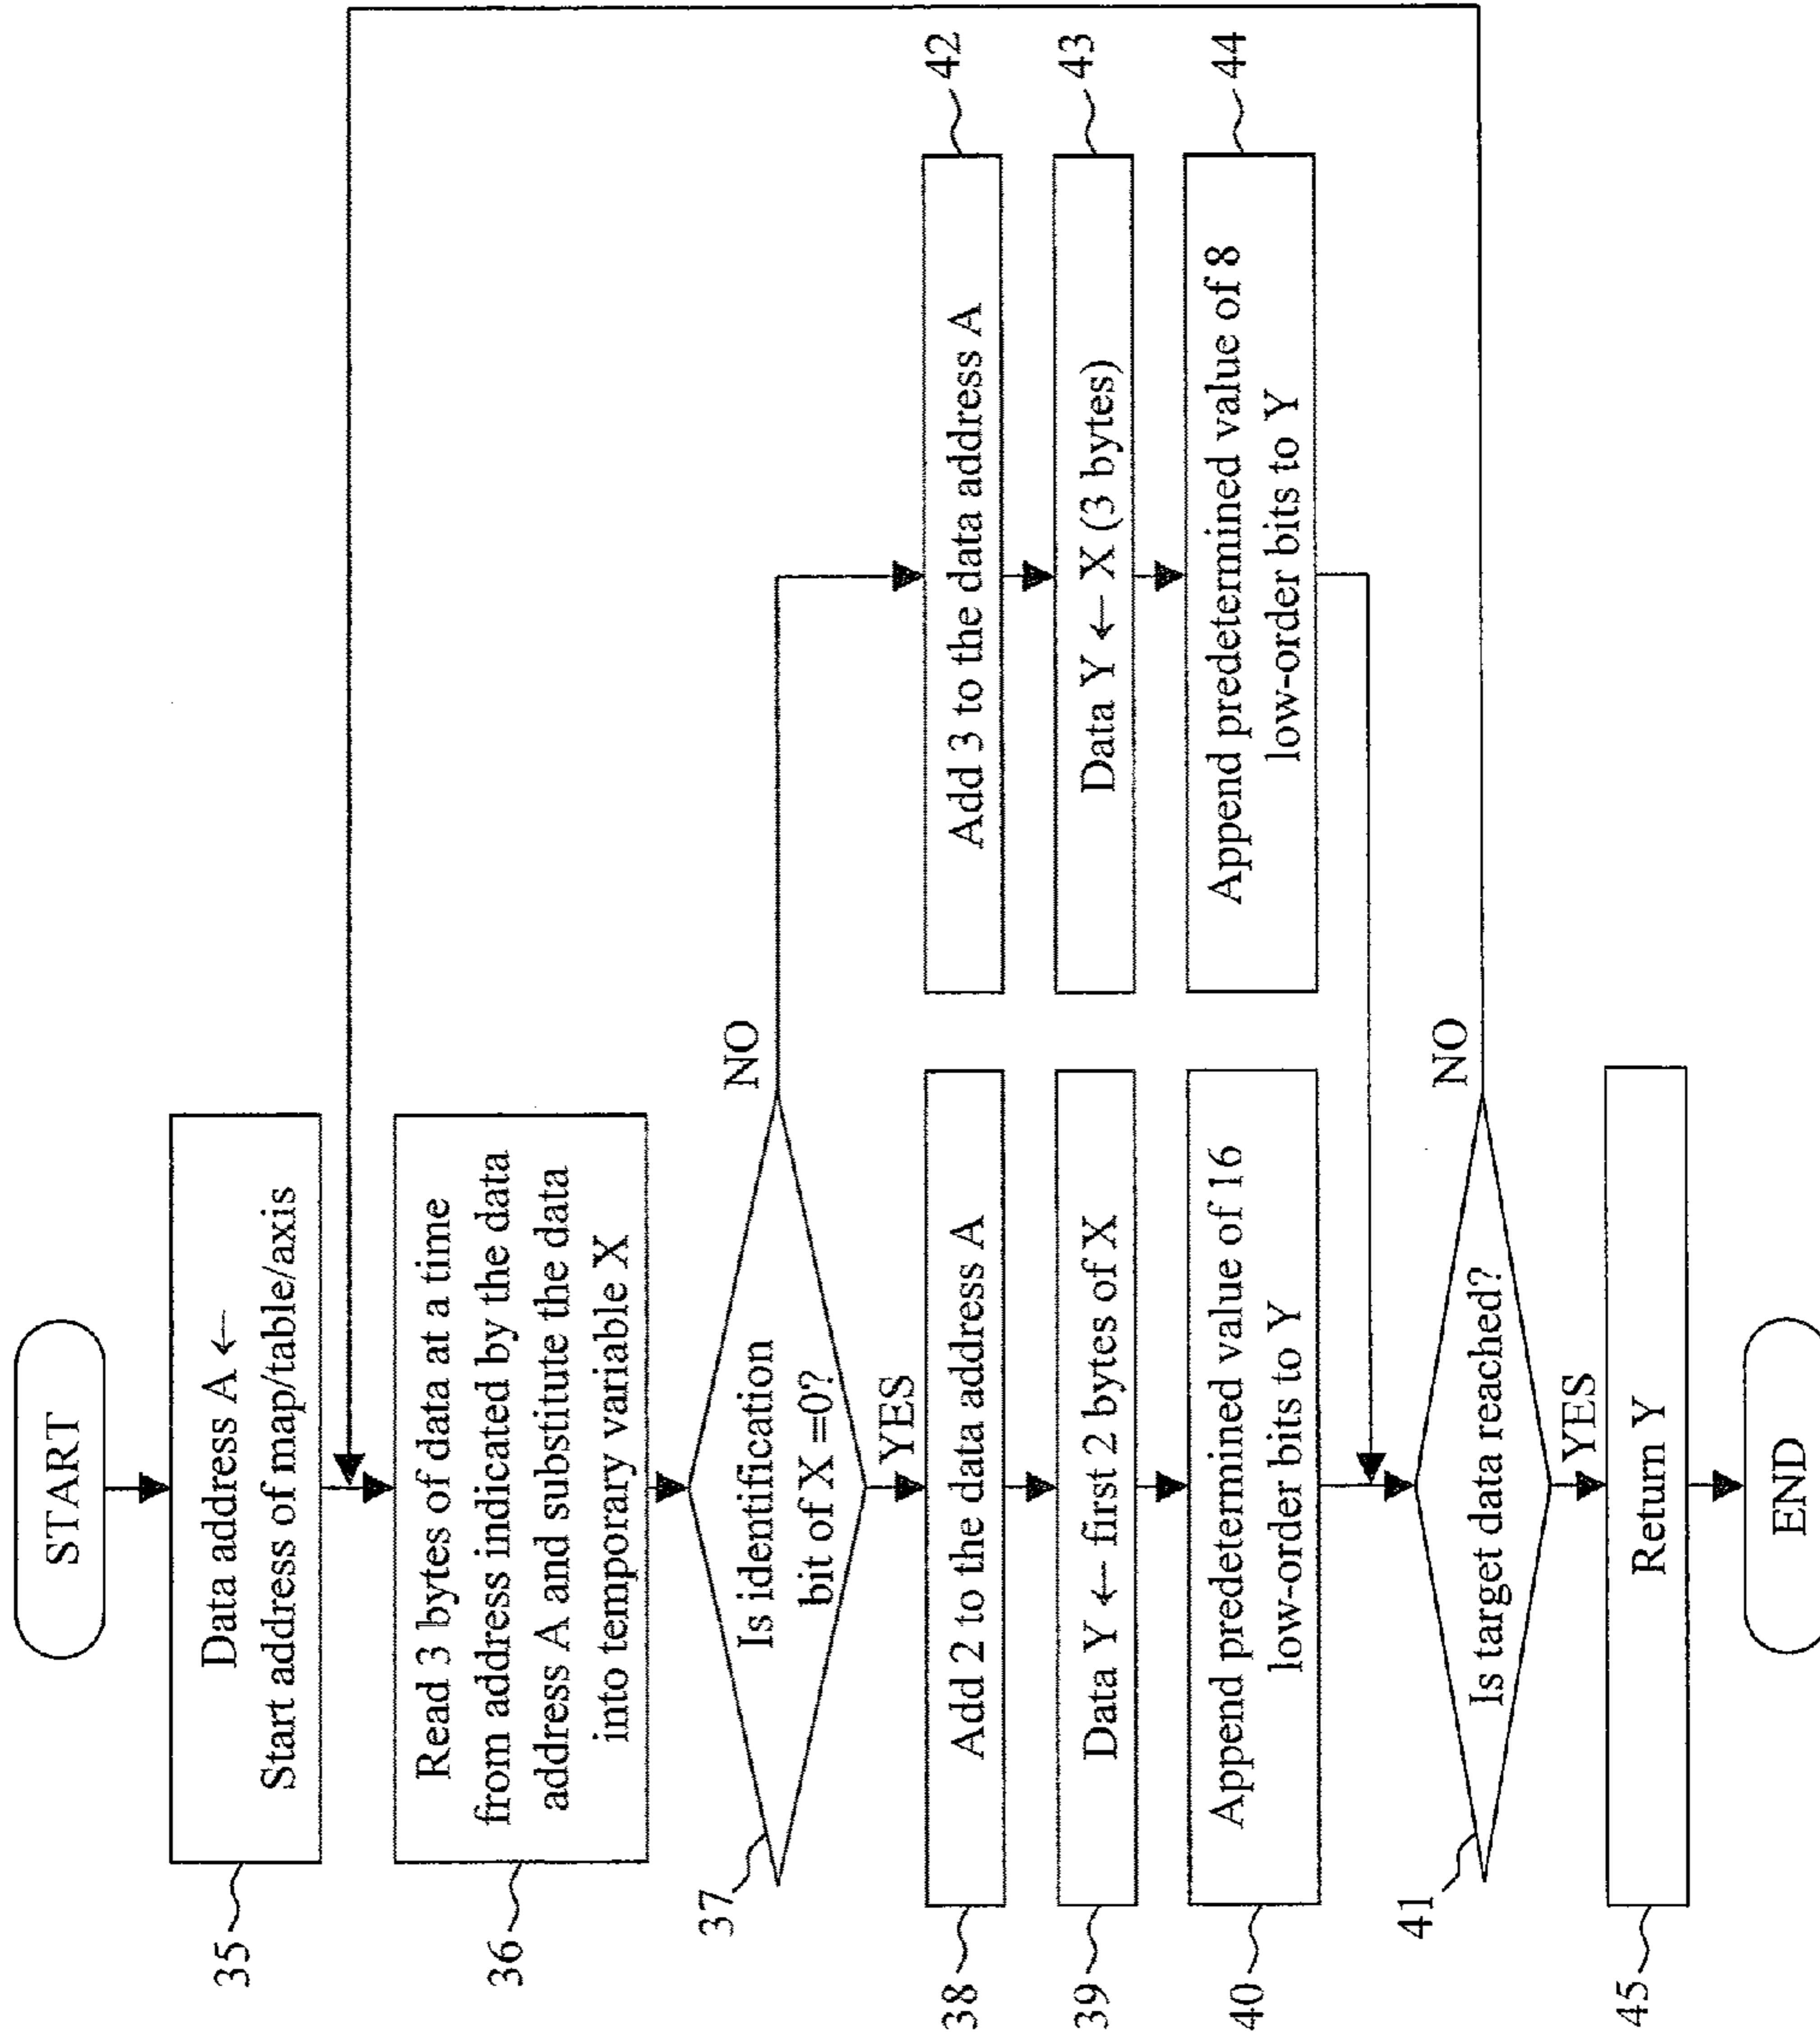 START
35
Data address A ←
Start address of map/table/axis
36
Read 3 bytes of data at a time
from address indicated by the data
address A and substitute the data
into temporary variable X
37
Is identification
bit of X =0?
NO
YES
38
Add 2 to the data address A
39
Data Y ← first 2 bytes of X
40
Append predetermined value of 16
low-order bits to Y
Add 3 to the data address A
42
Data Y ← X (3 bytes)
43
Append predetermined value of 8
low-order bits to Y
44
41
Is target data reached?
NO
YES
45
Return Y
END